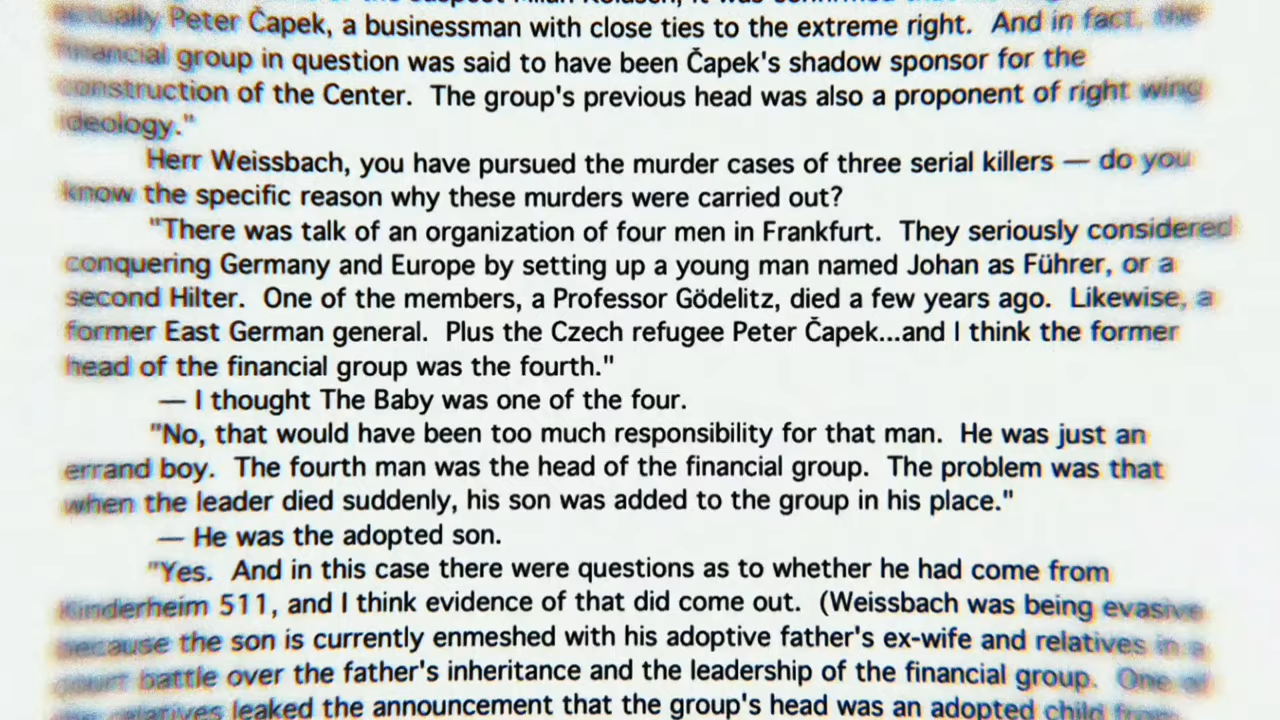 Peter Čapek, a businessman with close ties to the extreme right. And in fact, the
financial group in question was said to have been Čapek's shadow sponsor for the
construction of the Center. The group's previous head was also a proponent of right wing
ideology."
Herr Weissbach, you have pursued the murder cases of three serial killers — do you
know the specific reason why these murders were carried out?
"There was talk of an organization of four men in Frankfurt. They seriously considered
conquering Germany and Europe by setting up a young man named Johan as Führer, or a
second Hilter. One of the members, a Professor Gödelitz, died a few years ago. Likewise, a
former East German general. Plus the Czech refugee Peter Čapek...and I think the former
head of the financial group was the fourth."
— I thought The Baby was one of the four.
"No, that would have been too much responsibility for that man. He was just an
errand boy. The fourth man was the head of the financial group. The problem was that
when the leader died suddenly, his son was added to the group in his place."
— He was the adopted son.
"Yes. And in this case there were questions as to whether he had come from
Kinderheim 511, and I think evidence of that did come out. (Weissbach was being evasive
because the son is currently enmeshed with his adoptive father's ex-wife and relatives in a
court battle over the father's inheritance and the leadership of the financial group. One of
relatives leaked the announcement that the group's head was an adopted child from